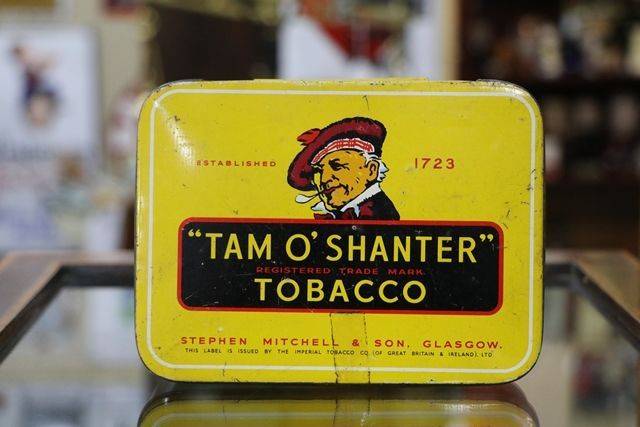 ESTABLISHED 1723
"TAM O' SHANTER"
REGISTERED TRADE MARK
TOBACCO
STEPHEN MITCHELL & SON, GLASGOW.
THIS LABEL IS ISSUED BY THE IMPERIAL TOBACCO CO. (OF GREAT BRITAIN & IRELAND), LTD